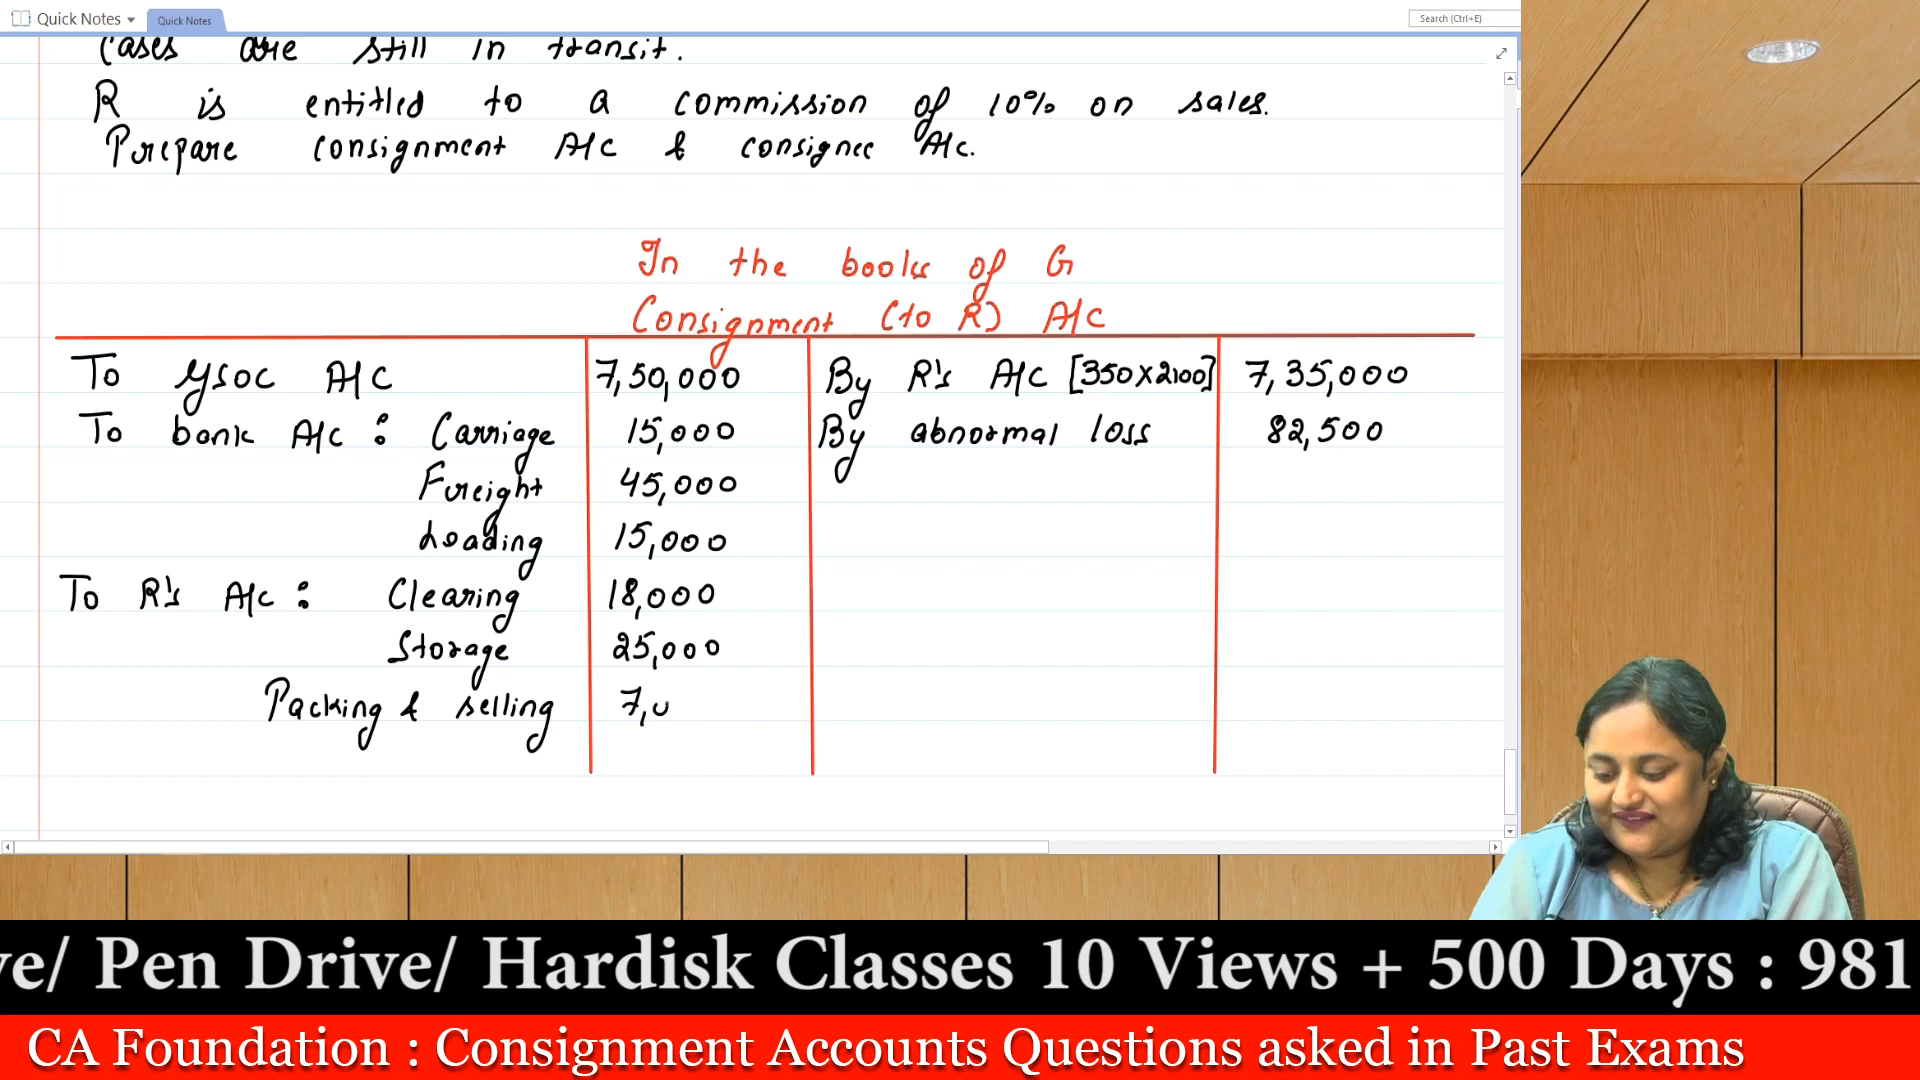 Quick Notes
Quick Notes
Search (Ctrl+E)
Cases are still in transit.
R is entitled to a commission of 10% on sales.
Prepare consignment A/c & consignee A/c.
In the books of G
Consignment (to R) A/c
To GSOC A/c 7,50,000 By R's A/c [350×2100] 7,35,000
To bank A/c : Carriage 15,000 By abnormal loss 82,500
Freight 45,000
Loading 15,000
To R's A/c : Clearing 18,000
Storage 25,000
Packing & selling 7,0
ve/ Pen Drive/ Hardisk Classes 10 Views + 500 Days : 981
CA Foundation : Consignment Accounts Questions asked in Past Exams